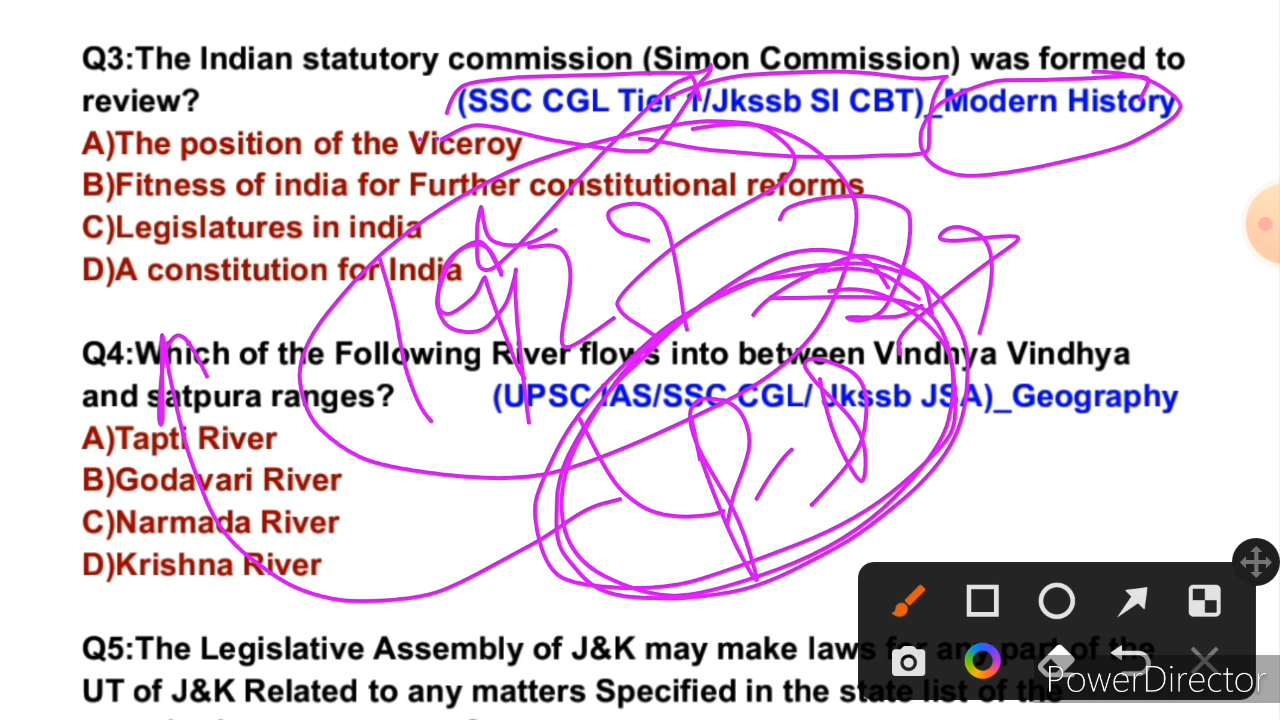 Q3:The Indian statutory commission (Simon Commission) was formed to
review? (SSC CGL Tier 1/Jkssb SI CBT)_Modern History
A)The position of the Viceroy
B)Fitness of india for Further constitutional reforms
C)Legislatures in india
D)A constitution for India
Q4:Which of the Following River flows into between Vindhya Vindhya
and satpura ranges? (UPSC IAS/SSC CGL/ Jkssb JSA)_Geography
A)Tapti River
B)Godavari River
C)Narmada River
D)Krishna River
Q5:The Legislative Assembly of J&K may make laws for any part of the
UT of J&K Related to any matters Specified in the state list of the
PowerDirector